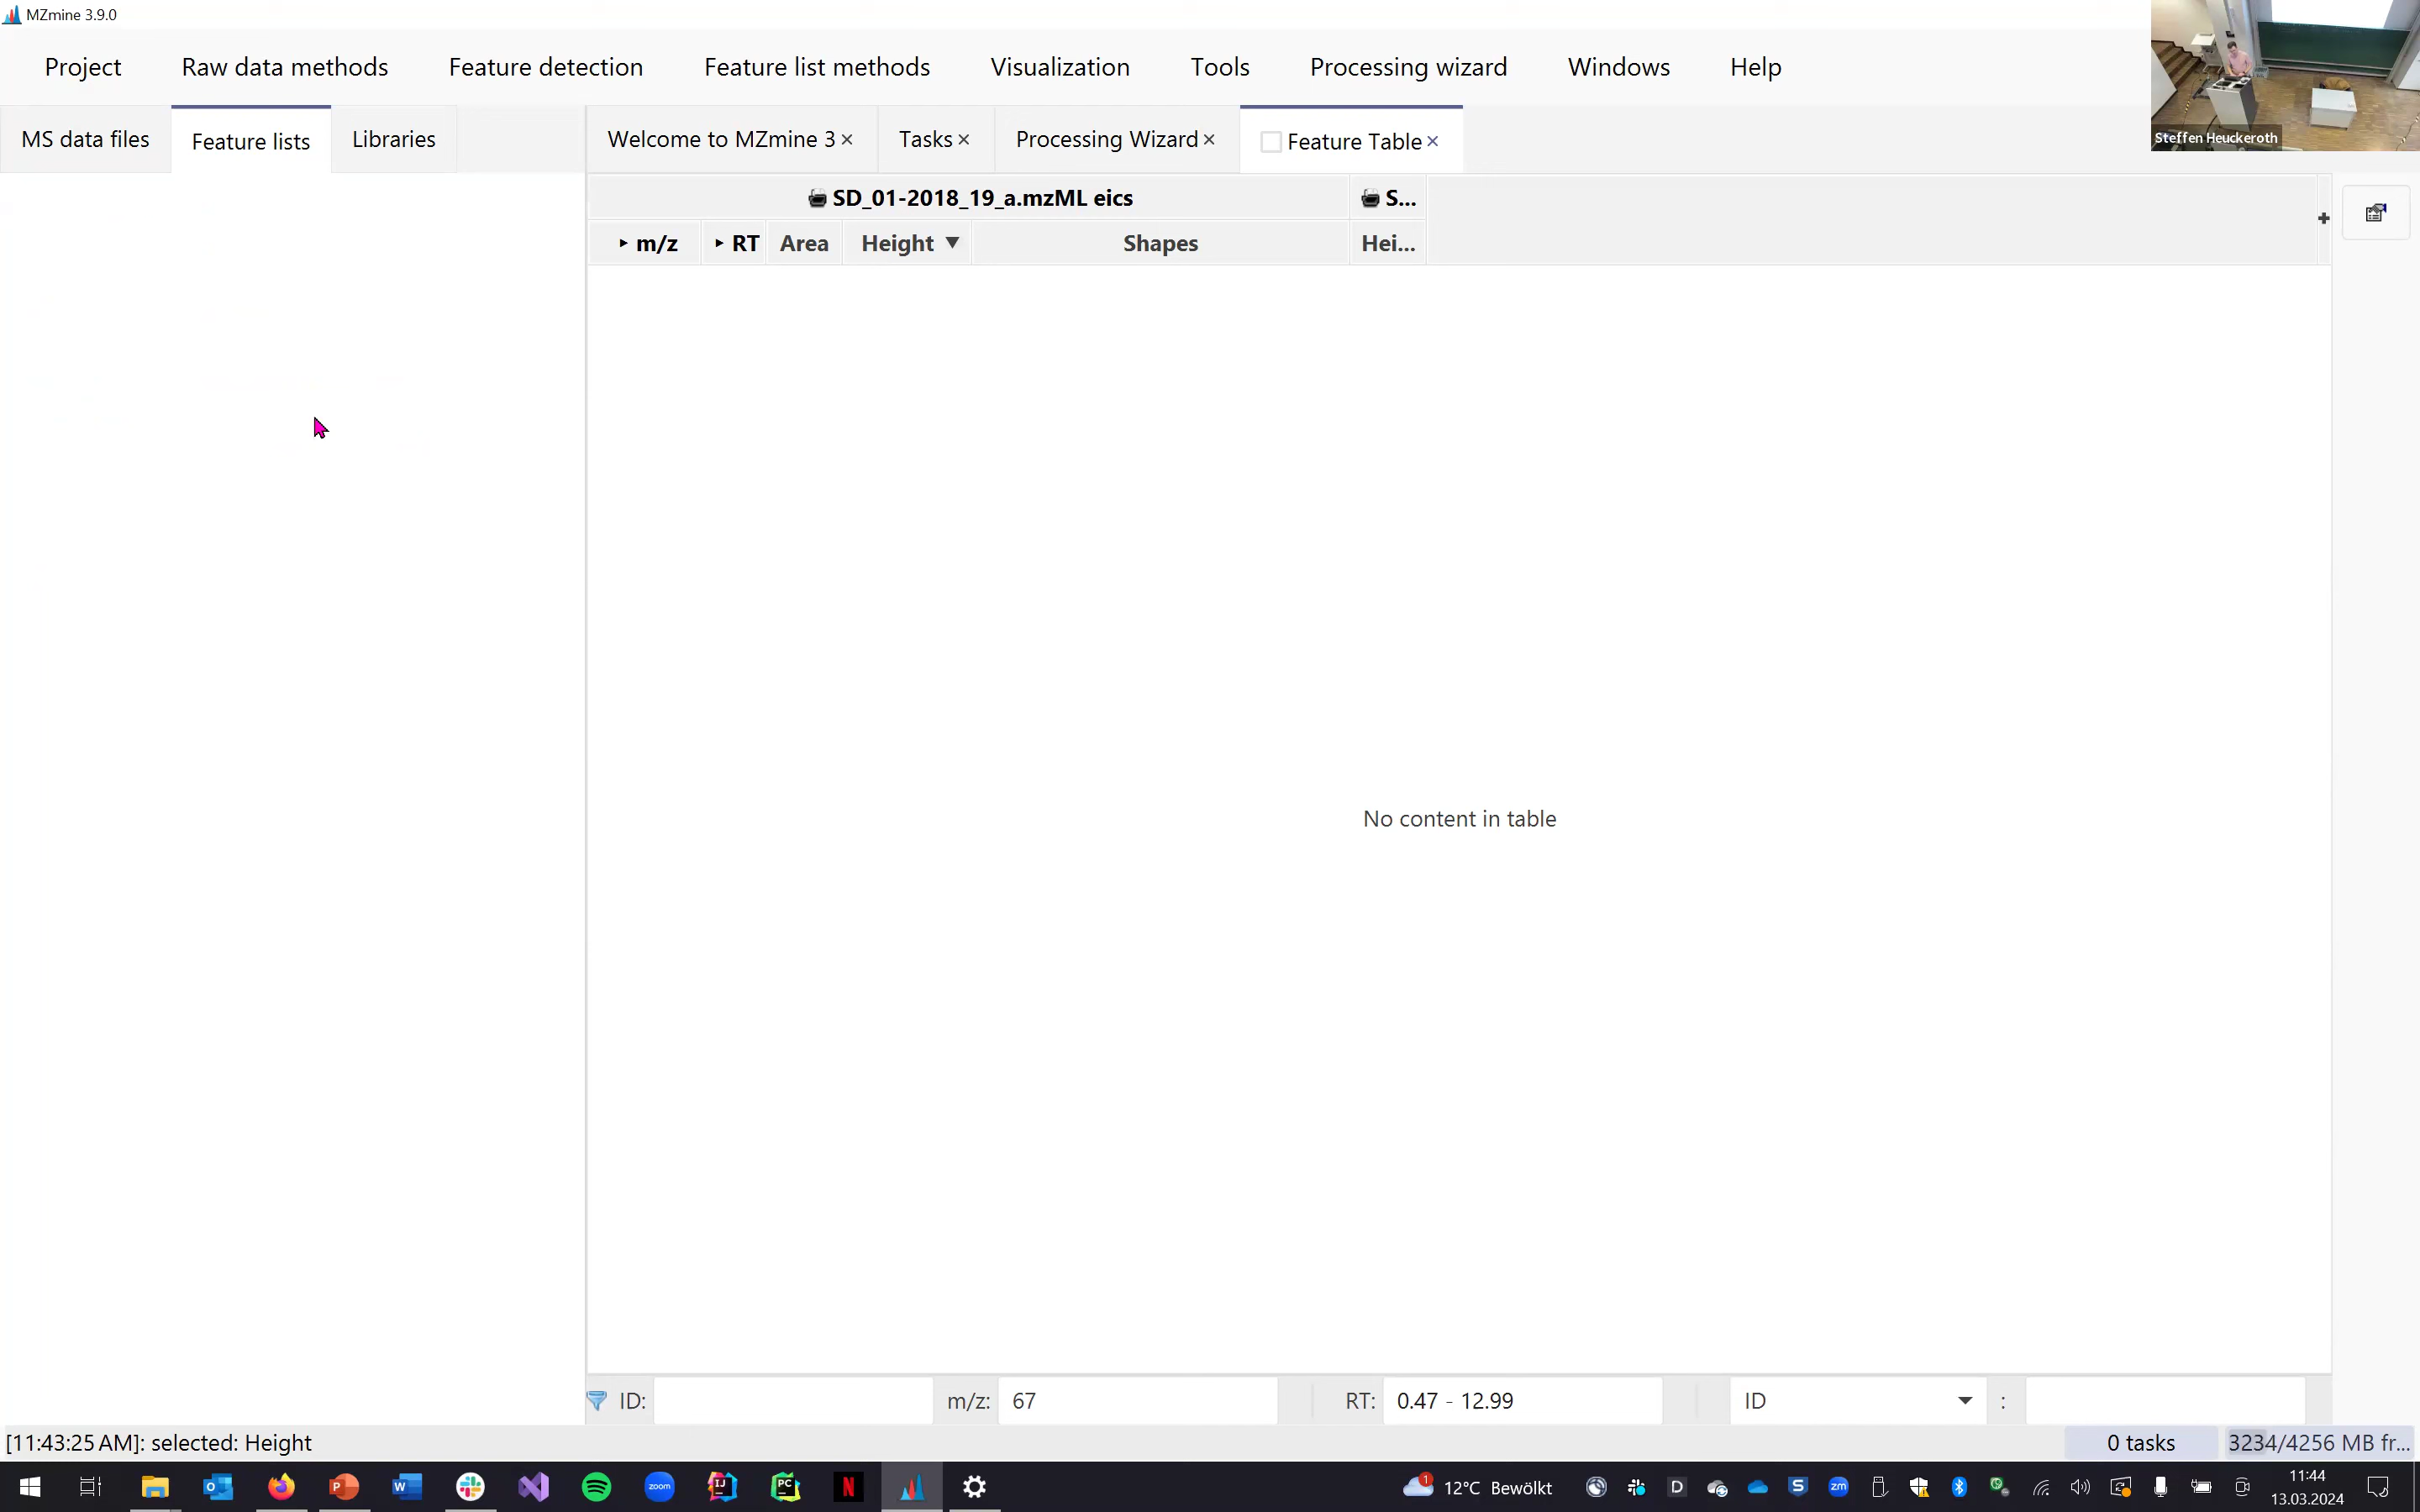 MZmine 3.9.0
Project Raw data methods Feature detection Feature list methods Visualization Tools Processing wizard Windows Help
Steffen Heuckeroth
MS data files Feature lists Libraries Welcome to MZmine 3 Tasks Processing Wizard Feature Table
SD_01-2018_19_a.mzML eics S...
m/z RT Area Height Shapes Hei...
No content in table
ID: m/z: 67 RT: 0.47 - 12.99 ID :
[11:43:25 AM]: selected: Height 0 tasks 3234/4256 MB fr...
1 12°C Bewölkt
11:44
13.03.2024